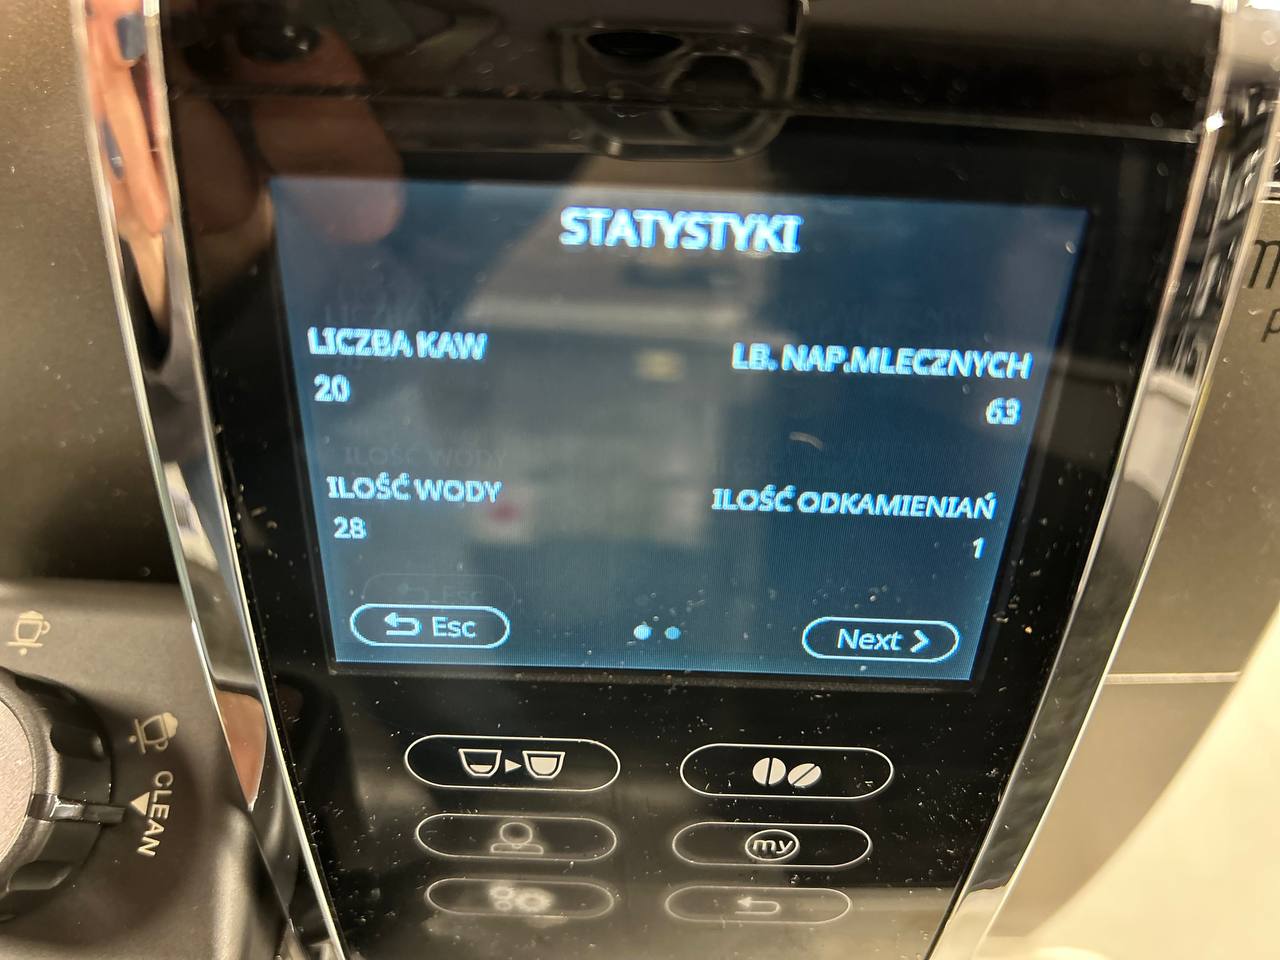 STATYSTYKI
LICZBA KAW
20
LB. NAP.MLECZNYCH
63
ILOŚĆ WODY
28
ILOŚĆ ODKAMIENIAŃ
1
Esc
Next >
my
CLEAN